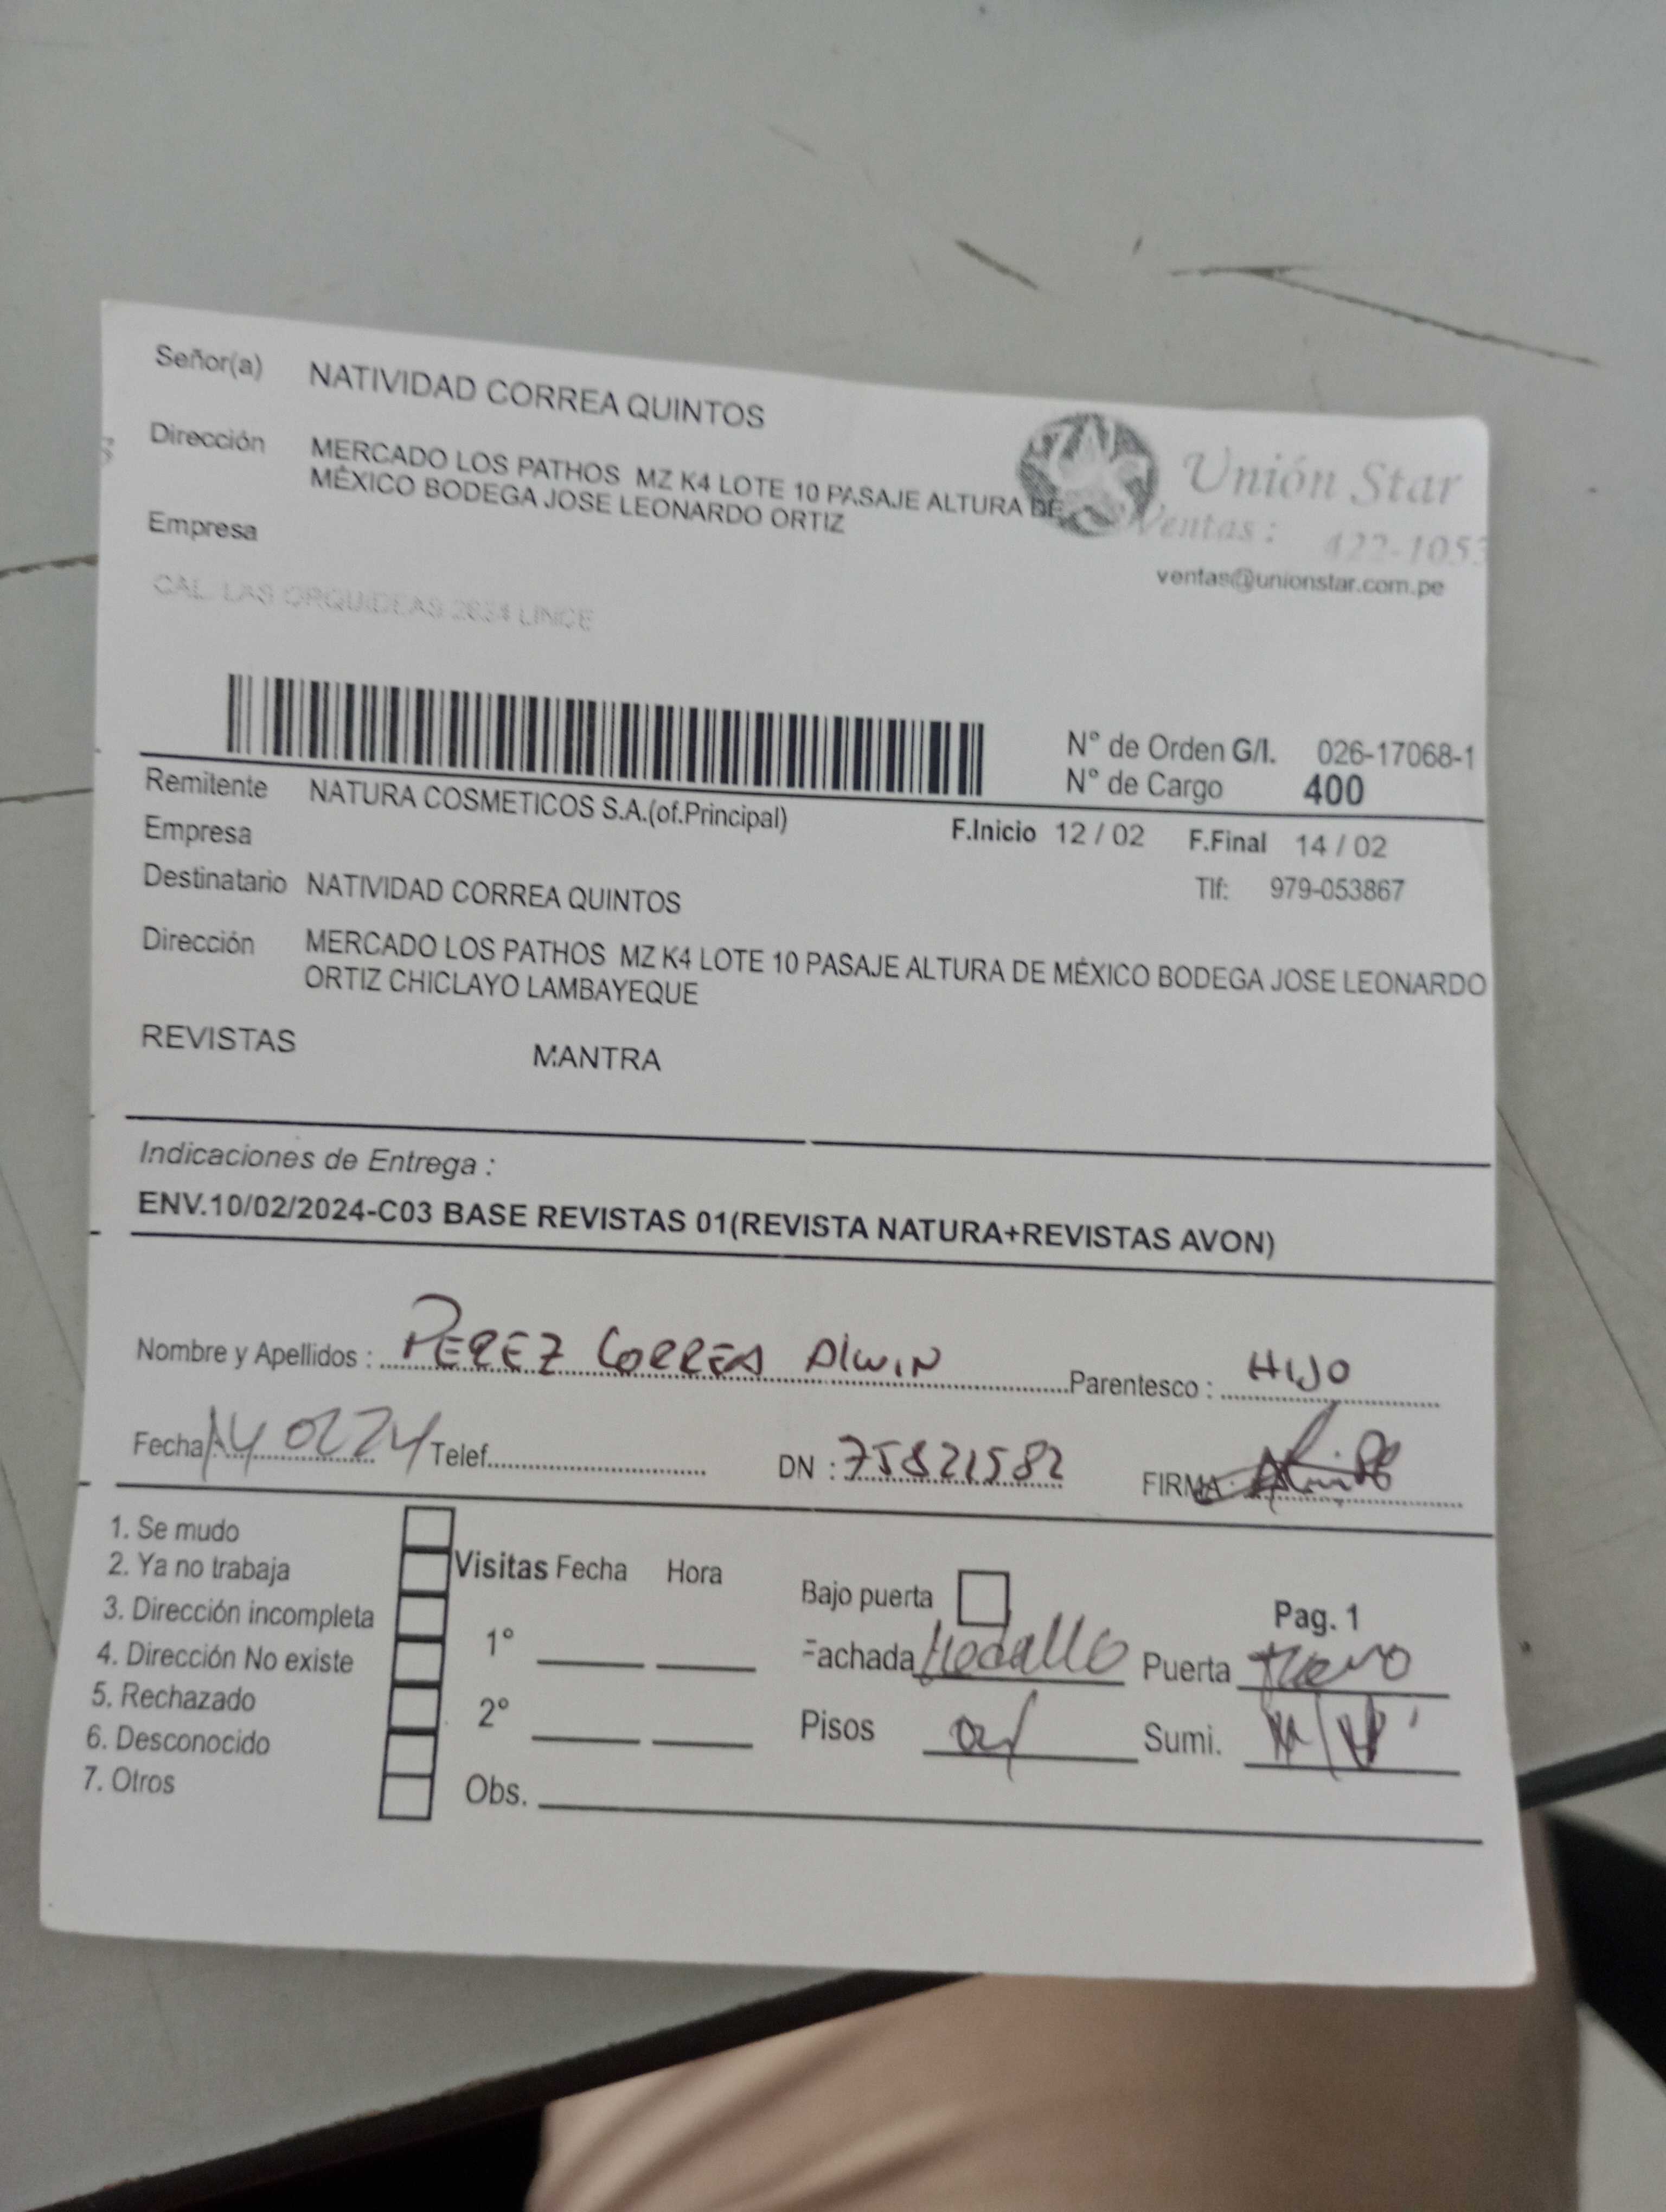 Señor(a) NATIVIDAD CORREA QUINTOS
Dirección MERCADO LOS PATHOS MZ K4 LOTE 10 PASAJE ALTURA DE
MÉXICO BODEGA JOSE LEONARDO ORTIZ
Unión Star
Ventas : 422-1053
ventas@unionstar.com.pe
Empresa
CAL. LAS ORQUIDEAS 2634 LINCE
N° de Orden G/I. 026-17068-1
N° de Cargo 400
Remitente NATURA COSMETICOS S.A.(of.Principal)
Empresa
F.Inicio 12 / 02 F.Final 14 / 02
Destinatario NATIVIDAD CORREA QUINTOS
Tlf: 979-053867
Dirección MERCADO LOS PATHOS MZ K4 LOTE 10 PASAJE ALTURA DE MÉXICO BODEGA JOSE LEONARDO
ORTIZ CHICLAYO LAMBAYEQUE
REVISTAS MANTRA
Indicaciones de Entrega :
ENV.10/02/2024-C03 BASE REVISTAS 01(REVISTA NATURA+REVISTAS AVON)
Nombre y Apellidos : PEREZ CORREA Alwin Parentesco : HIJO
Fecha 14 02 24 Telef. DN : 75821582 FIRMA :
1. Se mudo
2. Ya no trabaja
3. Dirección incompleta
4. Dirección No existe
5. Rechazado
6. Desconocido
7. Otros
Visitas Fecha Hora
1°
2°
Obs.
Bajo puerta
Pag. 1
Fachada Puerta
Pisos Sumi.